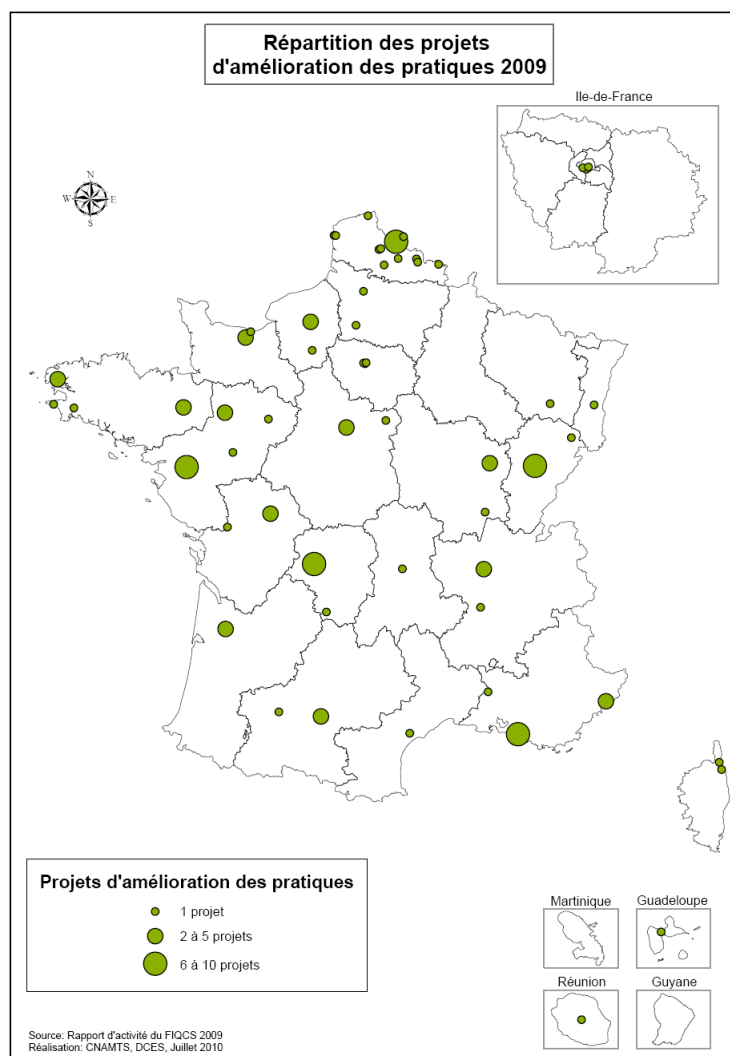 Répartition des projets
d'amélioration des pratiques 2009
Ile-de-France
N
W E
S
Projets d'amélioration des pratiques
1 projet
2 à 5 projets
6 à 10 projets
Martinique
Guadeloupe
Réunion
Guyane
Source: Rapport d'activité du FIQCS 2009
Réalisation: CNAMTS, DCES, Juillet 2010